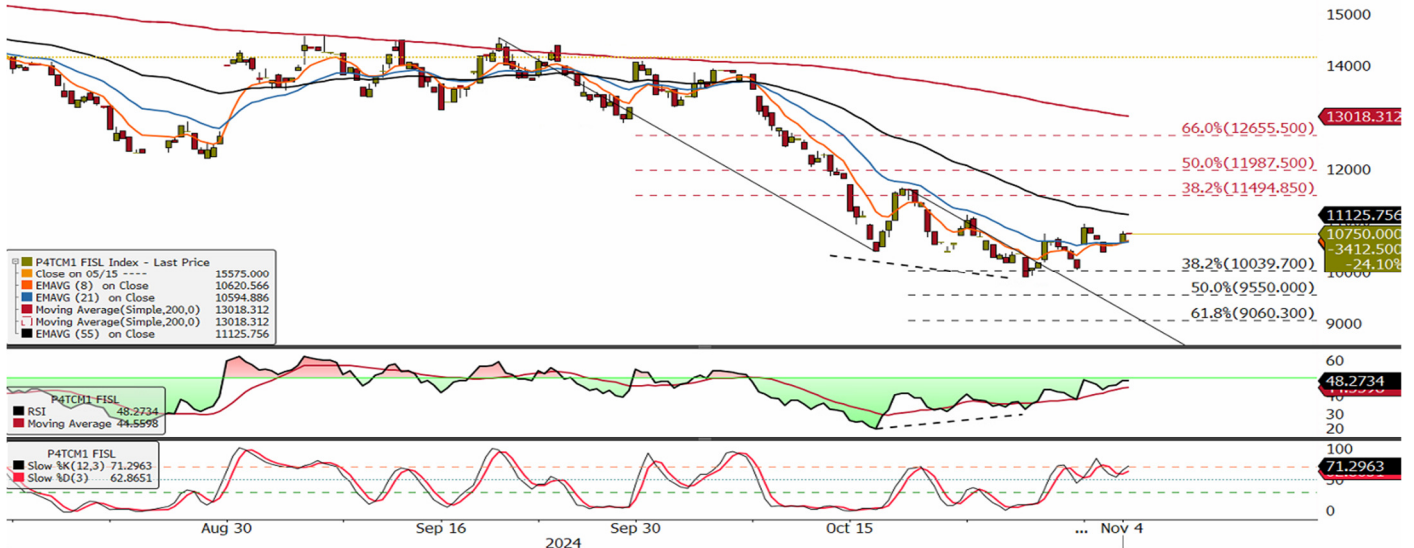 15000
14000
13018.312
66.0%(12655.500)
12000
50.0%(11987.500)
38.2%(11494.850)
11125.756
10750.000
-3412.500
-24.10%
38.2%(10039.700)
50.0%(9550.000)
61.8%(9060.300)
9000
P4TCM1 FISL Index - Last Price
Close on 05/15 ---- 15575.000
EMAVG (8) on Close 10620.566
EMAVG (21) on Close 10594.886
Moving Average(Simple,200,0) 13018.312
Moving Average(Simple,200,0) 13018.312
EMAVG (55) on Close 11125.756
60
48.2734
30
20
P4TCM1 FISL
RSI 48.2734
Moving Average 44.5598
100
71.2963
0
P4TCM1 FISL
Slow %K(12,3) 71.2963
Slow %D(3) 62.8651
Aug 30 Sep 16 Sep 30 Oct 15 ... Nov 4
2024